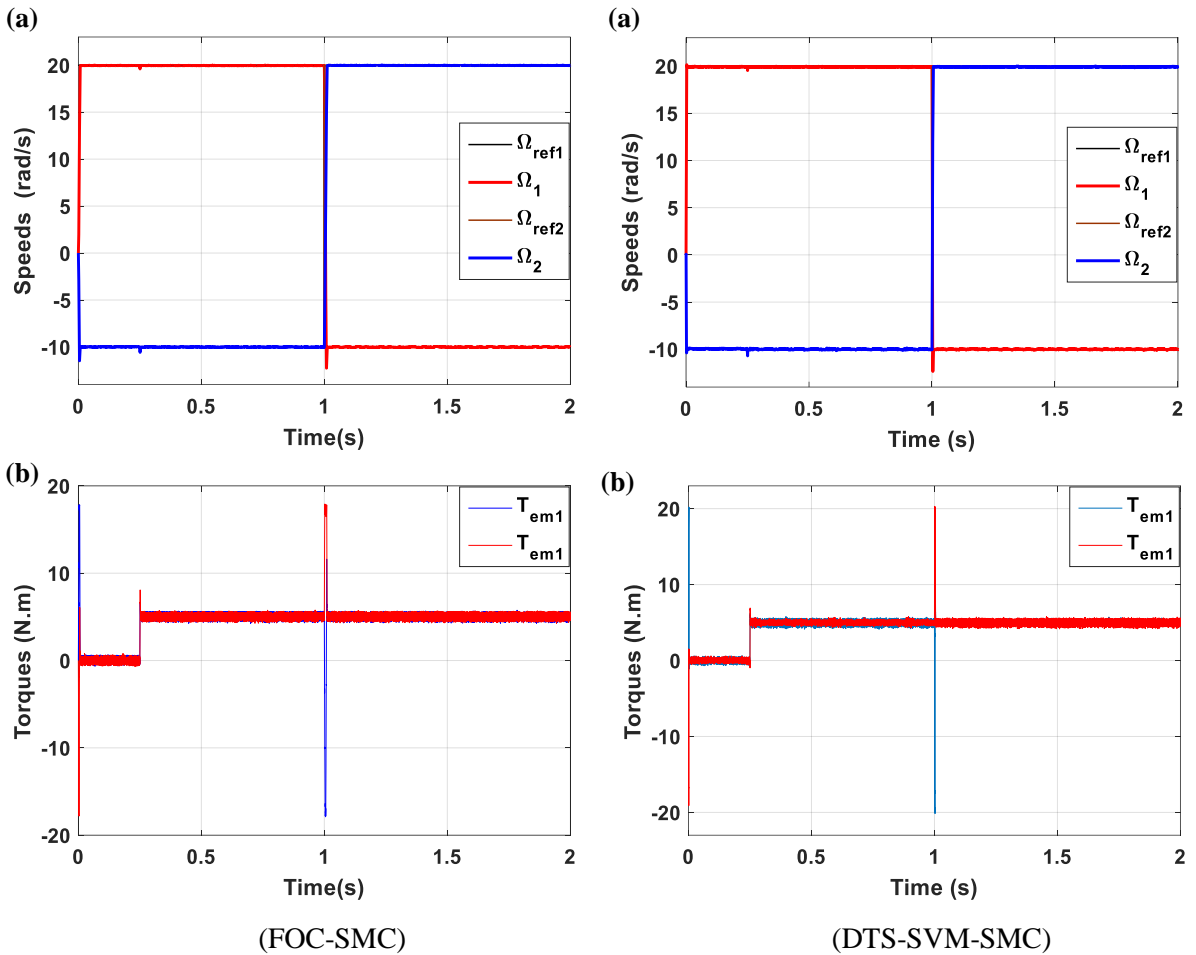 (a)
20
15
10
5
0
-5
-10
0
0.5
1
1.5
2
Speeds (rad/s)
Time(s)
Ωref1
Ω1
Ωref2
Ω2
(a)
20
15
10
5
0
-5
-10
0
0.5
1
1.5
2
Speeds (rad/s)
Time (s)
Ωref1
Ω1
Ωref2
Ω2
(b)
20
10
0
-10
-20
0
0.5
1
1.5
2
Torques (N.m)
Time(s)
Tem1
Tem1
(FOC-SMC)
(b)
20
10
0
-10
-20
0
0.5
1
1.5
2
Torques (N.m)
Time (s)
Tem1
Tem1
(DTS-SVM-SMC)